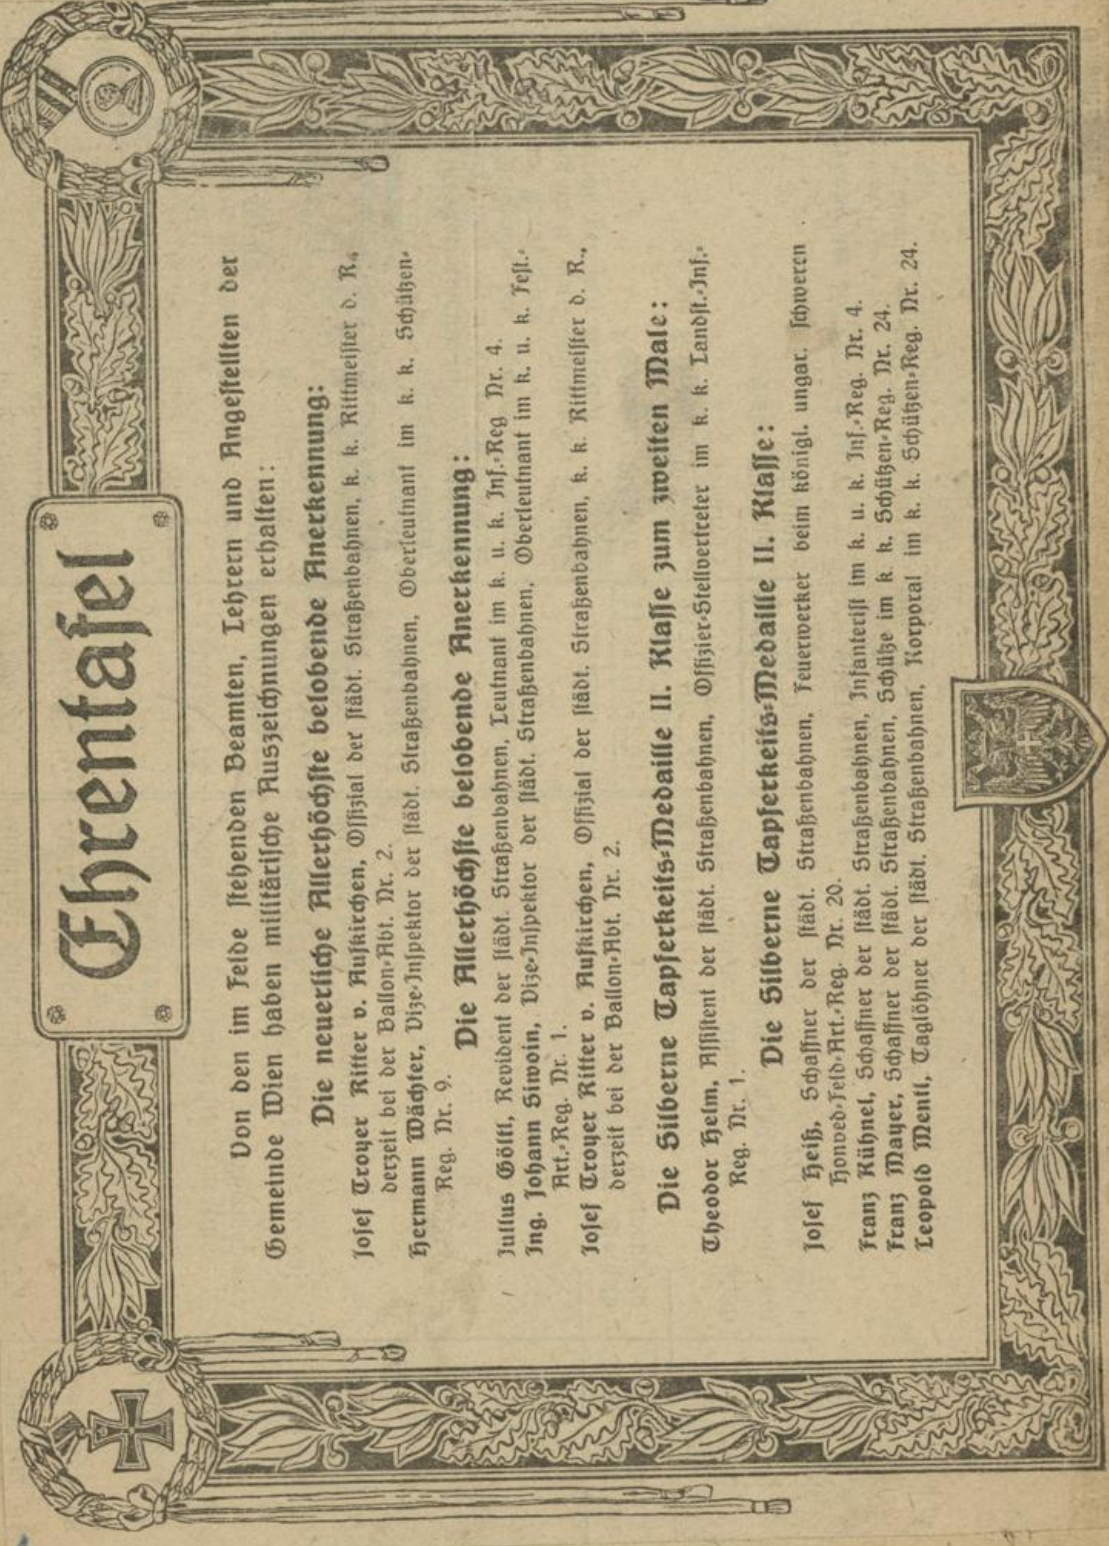 Ehrentafel
Von den im Felde stehenden Beamten, Lehrern und Angestellten der
Gemeinde Wien haben militärische Auszeichnungen erhalten:
Die neuerliche Allerhöchste belobende Anerkennung:
Josef Troyer Ritter v. Aufkirchen, Offizial der städt. Straßenbahnen, k. k. Rittmeister d. R.,
derzeit bei der Ballon-Abt. Nr. 2.
Hermann Wächter, Vize-Inspektor der städt. Straßenbahnen, Oberleutnant im k. k. Schützen-
Reg. Nr. 9.
Die Allerhöchste belobende Anerkennung:
Julius Göltl, Revident der städt. Straßenbahnen, Leutnant im k. u. k. Inf.-Reg Nr. 4.
Ing. Johann Siwoin, Vize-Inspektor der städt. Straßenbahnen, Oberleutnant im k. u. k. Fest.-
Art.-Reg. Nr. 1.
Josef Troyer Ritter v. Aufkirchen, Offizial der städt. Straßenbahnen, k. k. Rittmeister d. R.,
derzeit bei der Ballon-Abt. Nr. 2.
Die Silberne Tapferkeits-Medaille II. Klasse zum zweiten Male:
Theodor Helm, Assistent der städt. Straßenbahnen, Offizier-Stellvertreter im k. k. Landst.-Inf.-
Reg. Nr. 1.
Die Silberne Tapferkeits-Medaille II. Klasse:
Josef Heiß, Schaffner der städt. Straßenbahnen, Feuerwerker beim königl. ungar. schweren
Honved-Feld-Art.-Reg. Nr. 20.
Franz Kühnel, Schaffner der städt. Straßenbahnen, Infanterist im k. u. k. Inf.-Reg. Nr. 4.
Franz Mayer, Schaffner der städt. Straßenbahnen, Schütze im k. k. Schützen-Reg. Nr. 24.
Leopold Mentl, Taglöhner der städt. Straßenbahnen, Korporal im k. k. Schützen-Reg. Nr. 24.